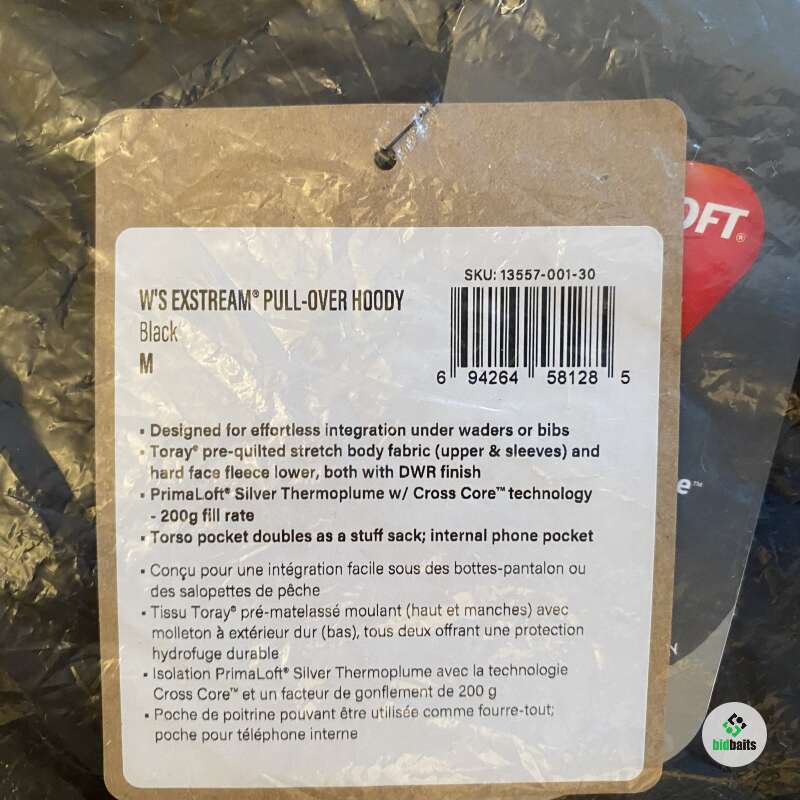 SKU: 13557-001-30
W'S EXSTREAM® PULL-OVER HOODY
Black
M
6 94264 58128 5
▪ Designed for effortless integration under waders or bibs
▪ Toray® pre-quilted stretch body fabric (upper & sleeves) and
hard face fleece lower, both with DWR finish
▪ PrimaLoft® Silver Thermoplume w/ Cross Core™ technology
- 200g fill rate
▪ Torso pocket doubles as a stuff sack; internal phone pocket
▪ Conçu pour une intégration facile sous des bottes-pantalon ou
des salopettes de pêche
▪ Tissu Toray® pré-matelassé moulant (haut et manches) avec
molleton à extérieur dur (bas), tous deux offrant une protection
hydrofuge durable
▪ Isolation PrimaLoft® Silver Thermoplume avec la technologie
Cross Core™ et un facteur de gonflement de 200 g
▪ Poche de poitrine pouvant être utilisée comme fourre-tout;
poche pour téléphone interne
OFT®
e™
N
bidbaits